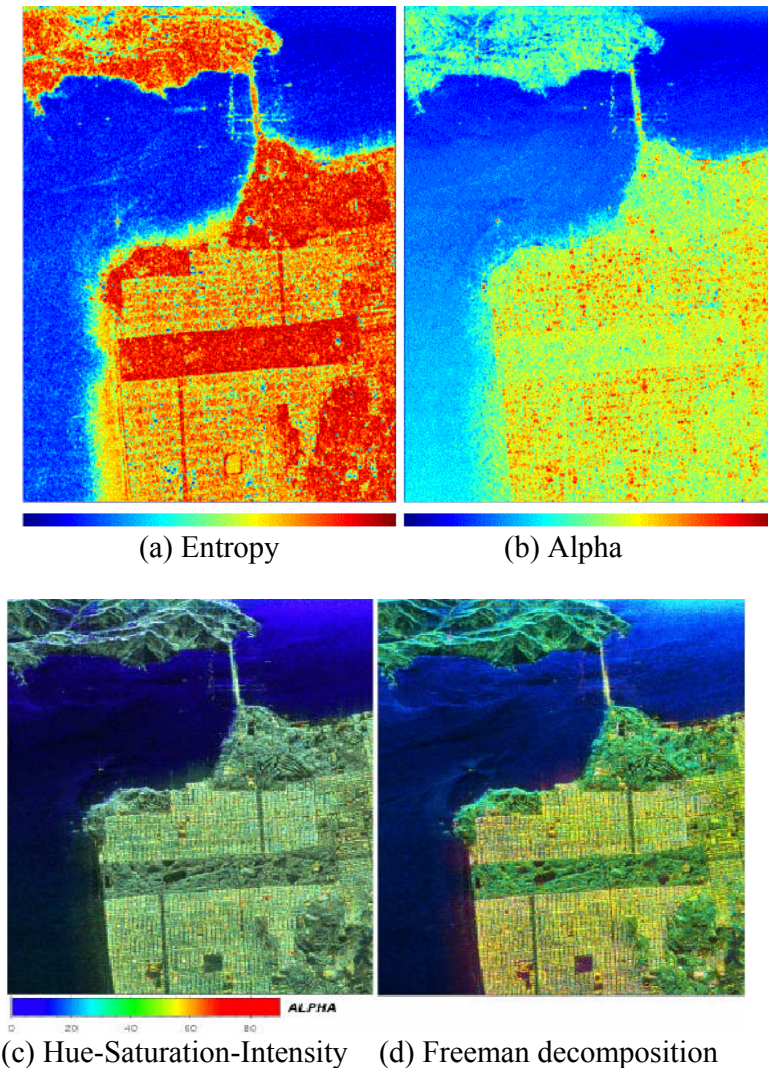 (a) Entropy
(b) Alpha
ALPHA
0 20 40 60 80
(c) Hue-Saturation-Intensity
(d) Freeman decomposition